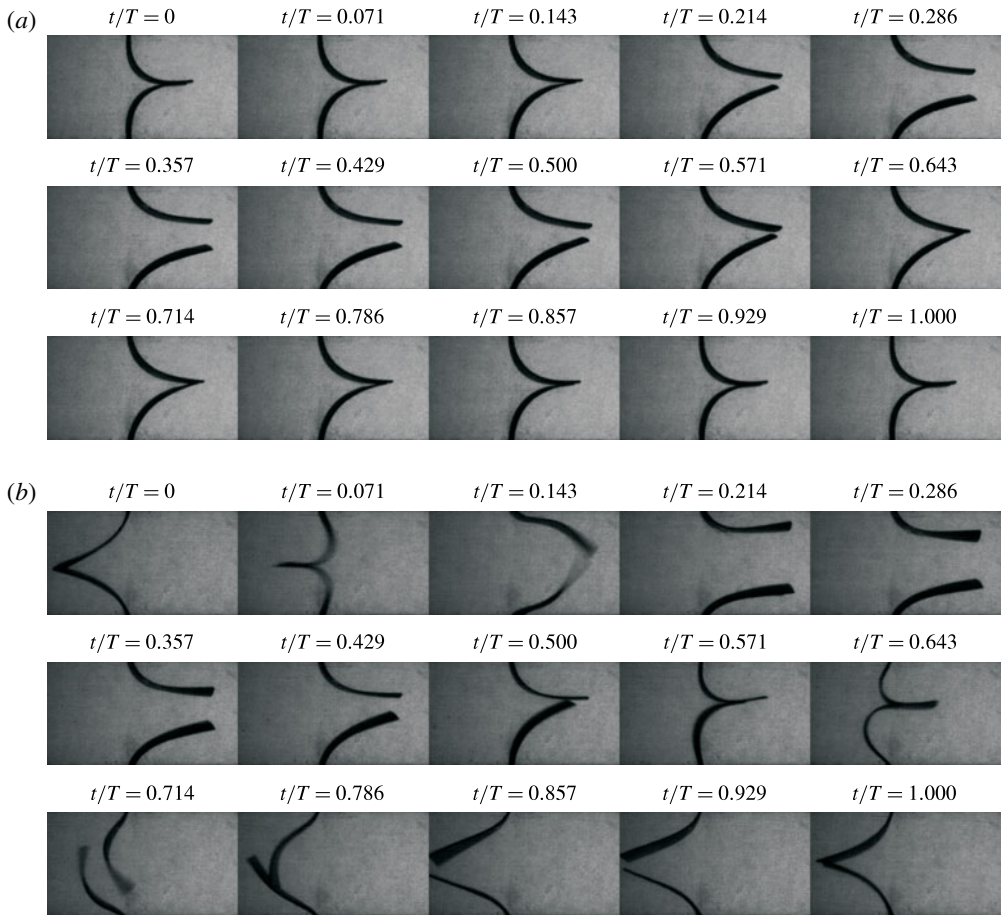 (a) t/T = 0 t/T = 0.071 t/T = 0.143 t/T = 0.214 t/T = 0.286
t/T = 0.357 t/T = 0.429 t/T = 0.500 t/T = 0.571 t/T = 0.643
t/T = 0.714 t/T = 0.786 t/T = 0.857 t/T = 0.929 t/T = 1.000
(b) t/T = 0 t/T = 0.071 t/T = 0.143 t/T = 0.214 t/T = 0.286
t/T = 0.357 t/T = 0.429 t/T = 0.500 t/T = 0.571 t/T = 0.643
t/T = 0.714 t/T = 0.786 t/T = 0.857 t/T = 0.929 t/T = 1.000